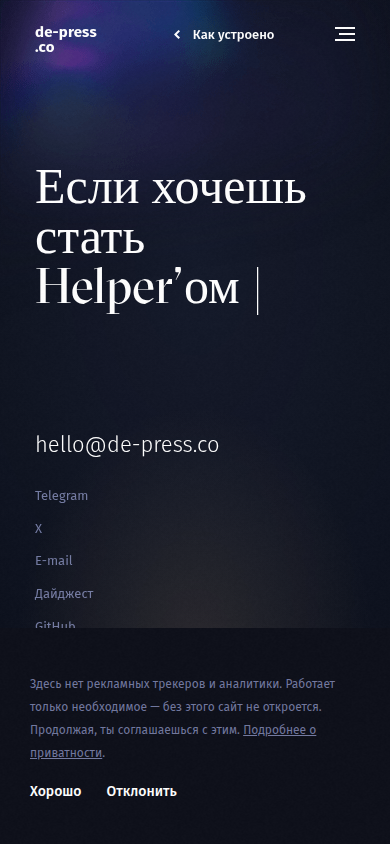 de-press
.co
Как устроено
Если хочешь
стать
Helper’ом
hello@de-press.co
Telegram
X
E-mail
Дайджест
GitHub
Здесь нет рекламных трекеров и аналитики. Работает
только необходимое — без этого сайт не откроется.
Продолжая, ты соглашаешься с этим. Подробнее о
приватности.
Хорошо Отклонить